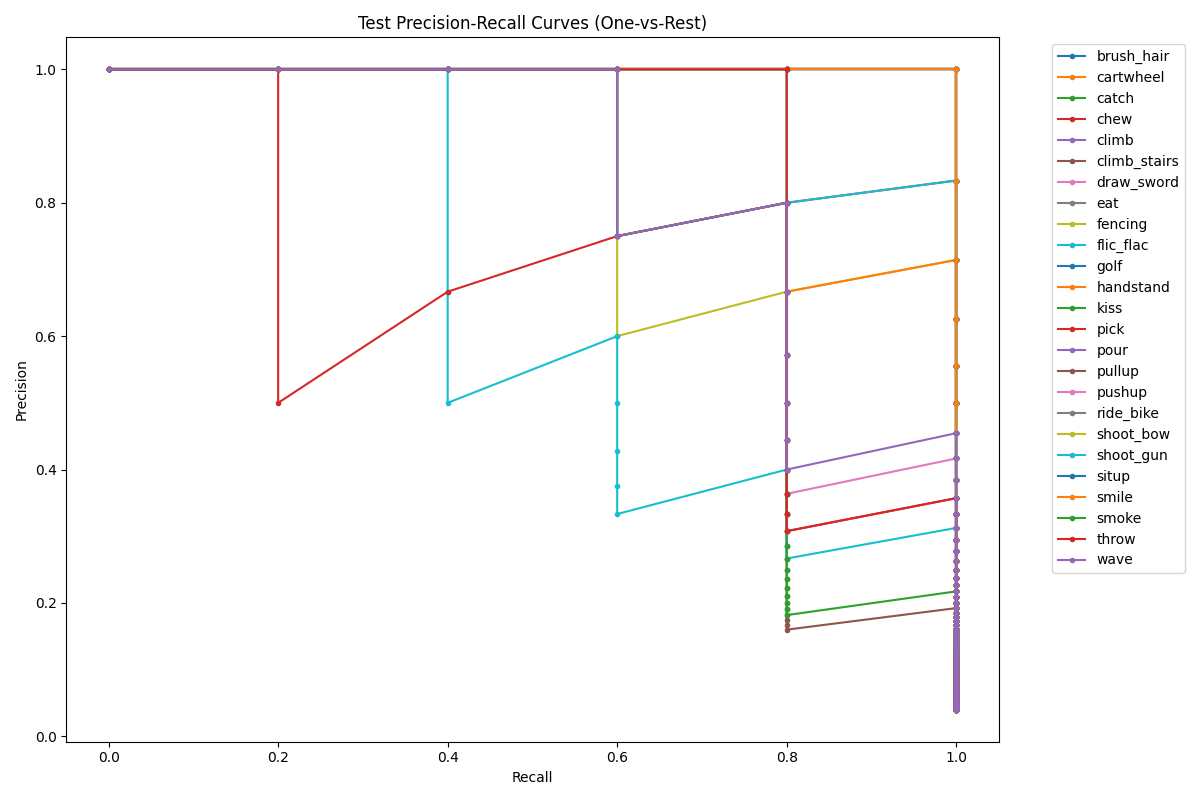 Test Precision-Recall Curves (One-vs-Rest)
1.0
0.8
0.6
0.4
0.2
0.0
Precision
0.0 0.2 0.4 0.6 0.8 1.0
Recall
brush_hair
cartwheel
catch
chew
climb
climb_stairs
draw_sword
eat
fencing
flic_flac
golf
handstand
kiss
pick
pour
pullup
pushup
ride_bike
shoot_bow
shoot_gun
situp
smile
smoke
throw
wave